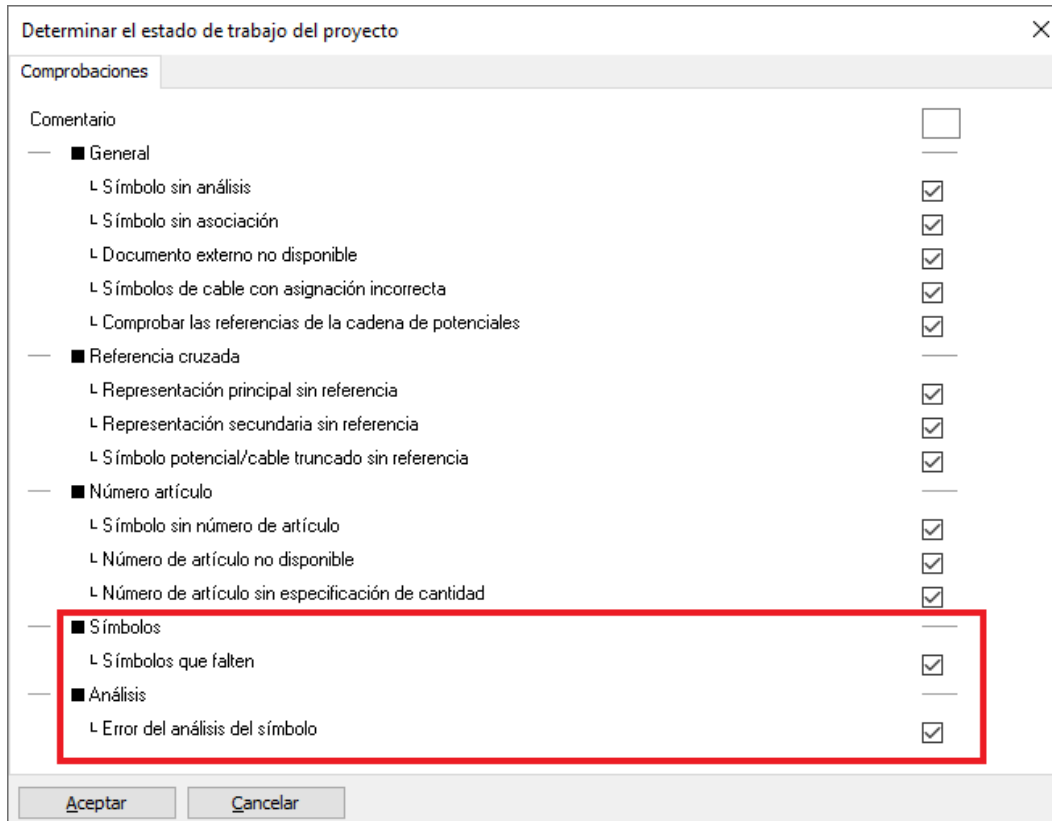 Determinar el estado de trabajo del proyecto
Comprobaciones
Comentario
General
Símbolo sin análisis
Símbolo sin asociación
Documento externo no disponible
Símbolos de cable con asignación incorrecta
Comprobar las referencias de la cadena de potenciales
Referencia cruzada
Representación principal sin referencia
Representación secundaria sin referencia
Símbolo potencial/cable truncado sin referencia
Número artículo
Símbolo sin número de artículo
Número de artículo no disponible
Número de artículo sin especificación de cantidad
Símbolos
Símbolos que falten
Análisis
Error del análisis del símbolo
Aceptar Cancelar